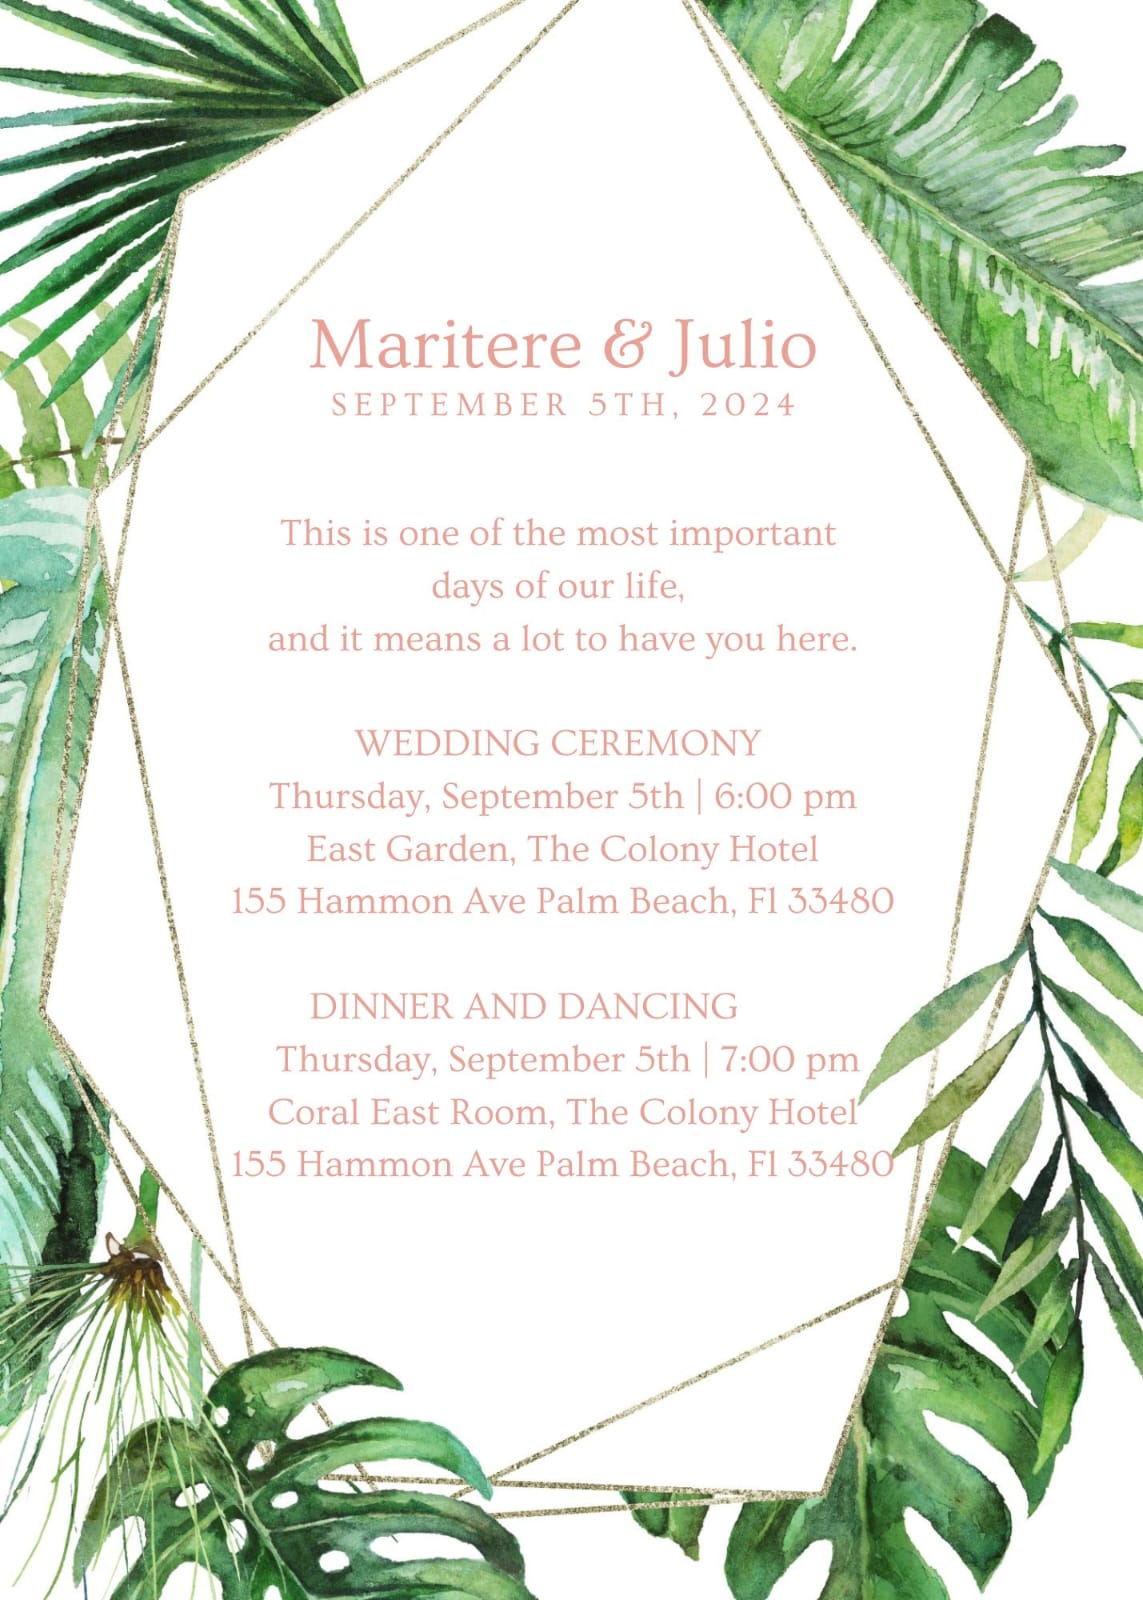 Maritere & Julio
SEPTEMBER 5TH, 2024
This is one of the most important
days of our life,
and it means a lot to have you here.
WEDDING CEREMONY
Thursday, September 5th | 6:00 pm
East Garden, The Colony Hotel
155 Hammon Ave Palm Beach, Fl 33480
DINNER AND DANCING
Thursday, September 5th | 7:00 pm
Coral East Room, The Colony Hotel
155 Hammon Ave Palm Beach, Fl 33480